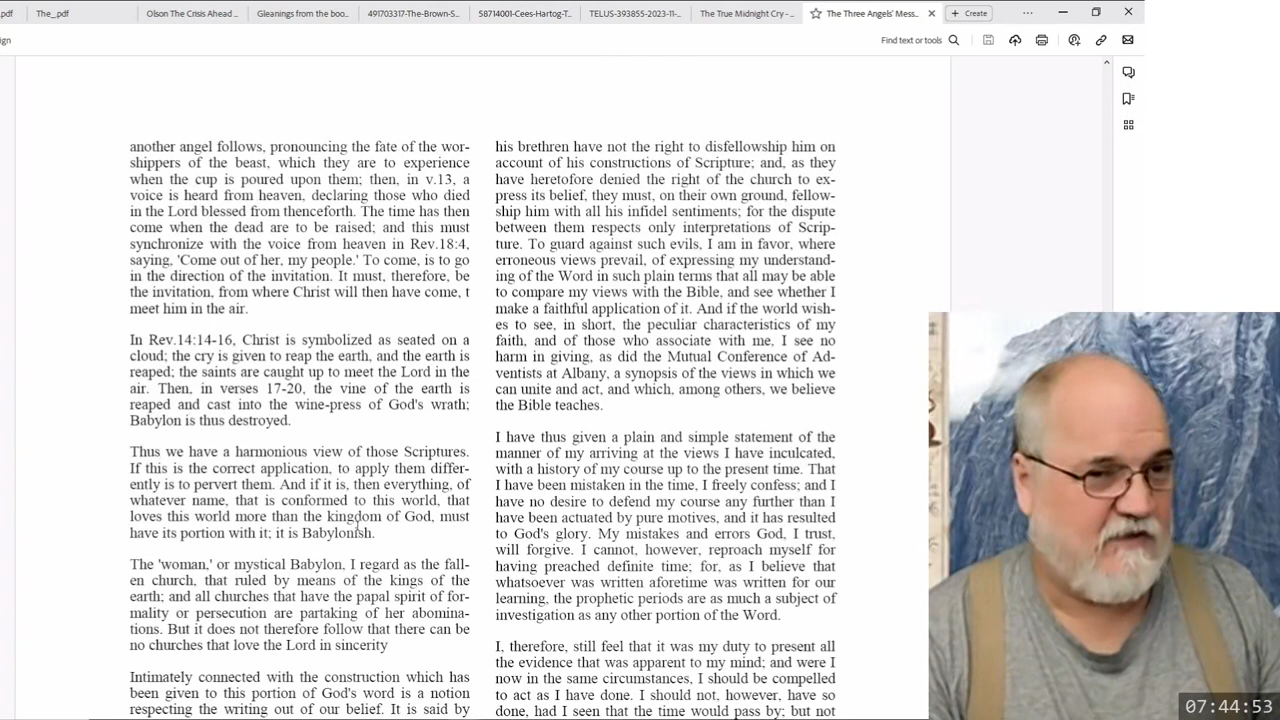 .pdf
The_.pdf
Olson The Crisis Ahead ...
Gleanings from the boo...
491703317-The-Brown-S...
58714001-Cees-Hartog-T...
TELUS-393855-2023-11-...
The True Midnight Cry - ...
The Three Angels' Mess...
+ Create
ign
Find text or tools
another angel follows, pronouncing the fate of the wor-
shippers of the beast, which they are to experience
when the cup is poured upon them; then, in v.13, a
voice is heard from heaven, declaring those who died
in the Lord blessed from thenceforth. The time has then
come when the dead are to be raised; and this must
synchronize with the voice from heaven in Rev.18:4,
saying, 'Come out of her, my people.' To come, is to go
in the direction of the invitation. It must, therefore, be
the invitation, from where Christ will then have come, t
meet him in the air.
In Rev.14:14-16, Christ is symbolized as seated on a
cloud; the cry is given to reap the earth, and the earth is
reaped; the saints are caught up to meet the Lord in the
air. Then, in verses 17-20, the vine of the earth is
reaped and cast into the wine-press of God's wrath;
Babylon is thus destroyed.
Thus we have a harmonious view of those Scriptures.
If this is the correct application, to apply them differ-
ently is to pervert them. And if it is, then everything, of
whatever name, that is conformed to this world, that
loves this world more than the kingdom of God, must
have its portion with it; it is Babylonish.
The 'woman,' or mystical Babylon, I regard as the fall-
en church, that ruled by means of the kings of the
earth; and all churches that have the papal spirit of for-
mality or persecution are partaking of her abomina-
tions. But it does not therefore follow that there can be
no churches that love the Lord in sincerity
Intimately connected with the construction which has
been given to this portion of God's word is a notion
respecting the writing out of our belief. It is said by
his brethren have not the right to disfellowship him on
account of his constructions of Scripture; and, as they
have heretofore denied the right of the church to ex-
press its belief, they must, on their own ground, fellow-
ship him with all his infidel sentiments; for the dispute
between them respects only interpretations of Scrip-
ture. To guard against such evils, I am in favor, where
erroneous views prevail, of expressing my understand-
ing of the Word in such plain terms that all may be able
to compare my views with the Bible, and see whether I
make a faithful application of it. And if the world wish-
es to see, in short, the peculiar characteristics of my
faith, and of those who associate with me, I see no
harm in giving, as did the Mutual Conference of Ad-
ventists at Albany, a synopsis of the views in which we
can unite and act, and which, among others, we believe
the Bible teaches.
I have thus given a plain and simple statement of the
manner of my arriving at the views I have inculcated,
with a history of my course up to the present time. That
I have been mistaken in the time, I freely confess; and I
have no desire to defend my course any further than I
have been actuated by pure motives, and it has resulted
to God's glory. My mistakes and errors God, I trust,
will forgive. I cannot, however, reproach myself for
having preached definite time; for, as I believe that
whatsoever was written aforetime was written for our
learning, the prophetic periods are as much a subject of
investigation as any other portion of the Word.
I, therefore, still feel that it was my duty to present all
the evidence that was apparent to my mind; and were I
now in the same circumstances, I should be compelled
to act as I have done. I should not, however, have so
done, had I seen that the time would pass by; but not
07:44:53